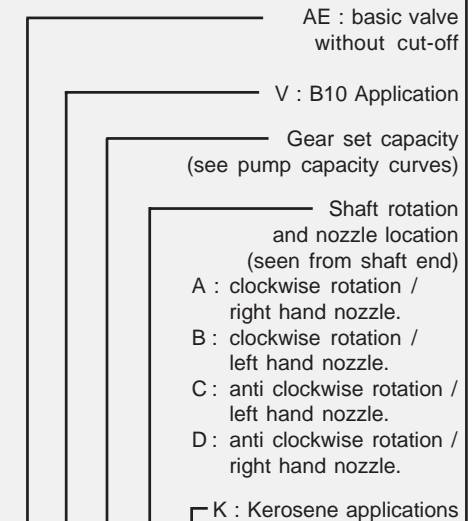 AE : basic valve
without cut-off
V : B10 Application
Gear set capacity
(see pump capacity curves)
Shaft rotation
and nozzle location
(seen from shaft end)
A : clockwise rotation /
right hand nozzle.
B : clockwise rotation /
left hand nozzle.
C : anti clockwise rotation /
left hand nozzle.
D : anti clockwise rotation /
right hand nozzle.
K : Kerosene applications